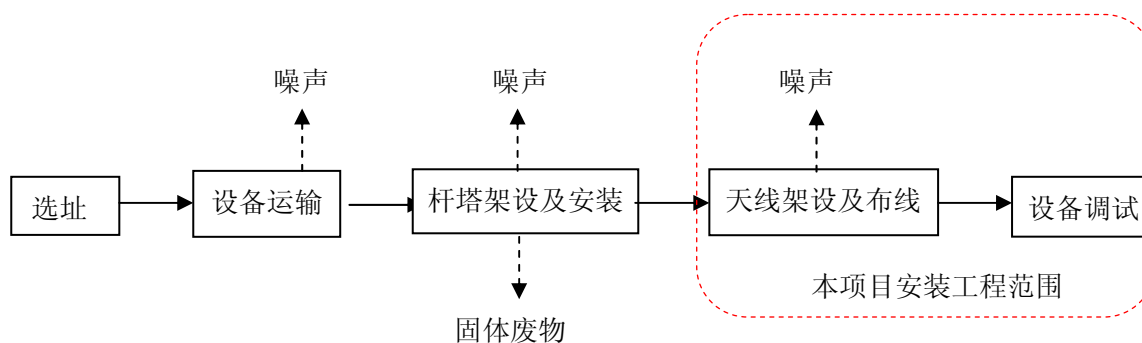 噪声
噪声
噪声
选址
设备运输
杆塔架设及安装
天线架设及布线
设备调试
本项目安装工程范围
固体废物